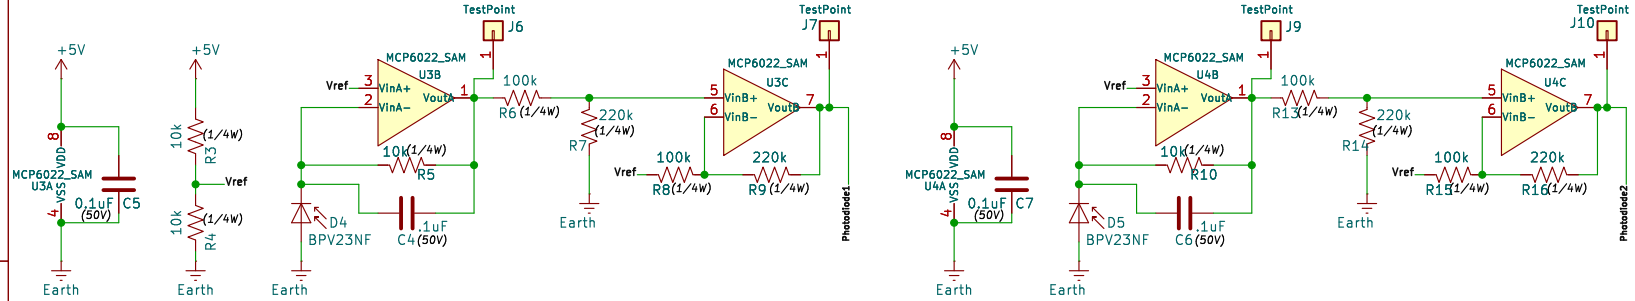 +5V
8
VDD
MCP6022_SAM
U3A
VSS
4
0.1uF
(50V)
C5
Earth
+5V
10k
(1/4W)
R3
Vref
10k
(1/4W)
R4
Earth
TestPoint
J6
1
MCP6022_SAM
U3B
Vref
3
VinA+
2
VinA-
VoutA
1
10k
(1/4W)
R5
.1uF
C4
(50V)
D4
BPV23NF
Earth
100k
R6
(1/4W)
220k
(1/4W)
R7
Earth
TestPoint
J7
1
MCP6022_SAM
U3C
5
VinB+
6
VinB-
VoutB
7
100k
Vref
R8
(1/4W)
220k
R9
(1/4W)
Photodiode1
+5V
8
VDD
MCP6022_SAM
U4A
VSS
4
0.1uF
(50V)
C7
Earth
TestPoint
J9
1
MCP6022_SAM
U4B
Vref
3
VinA+
2
VinA-
VoutA
1
10k
(1/4W)
R10
.1uF
C6
(50V)
D5
BPV23NF
Earth
100k
R13
(1/4W)
220k
(1/4W)
R14
Earth
TestPoint
J10
1
MCP6022_SAM
U4C
5
VinB+
6
VinB-
VoutB
7
100k
Vref
R15
(1/4W)
220k
R16
(1/4W)
Photodiode2